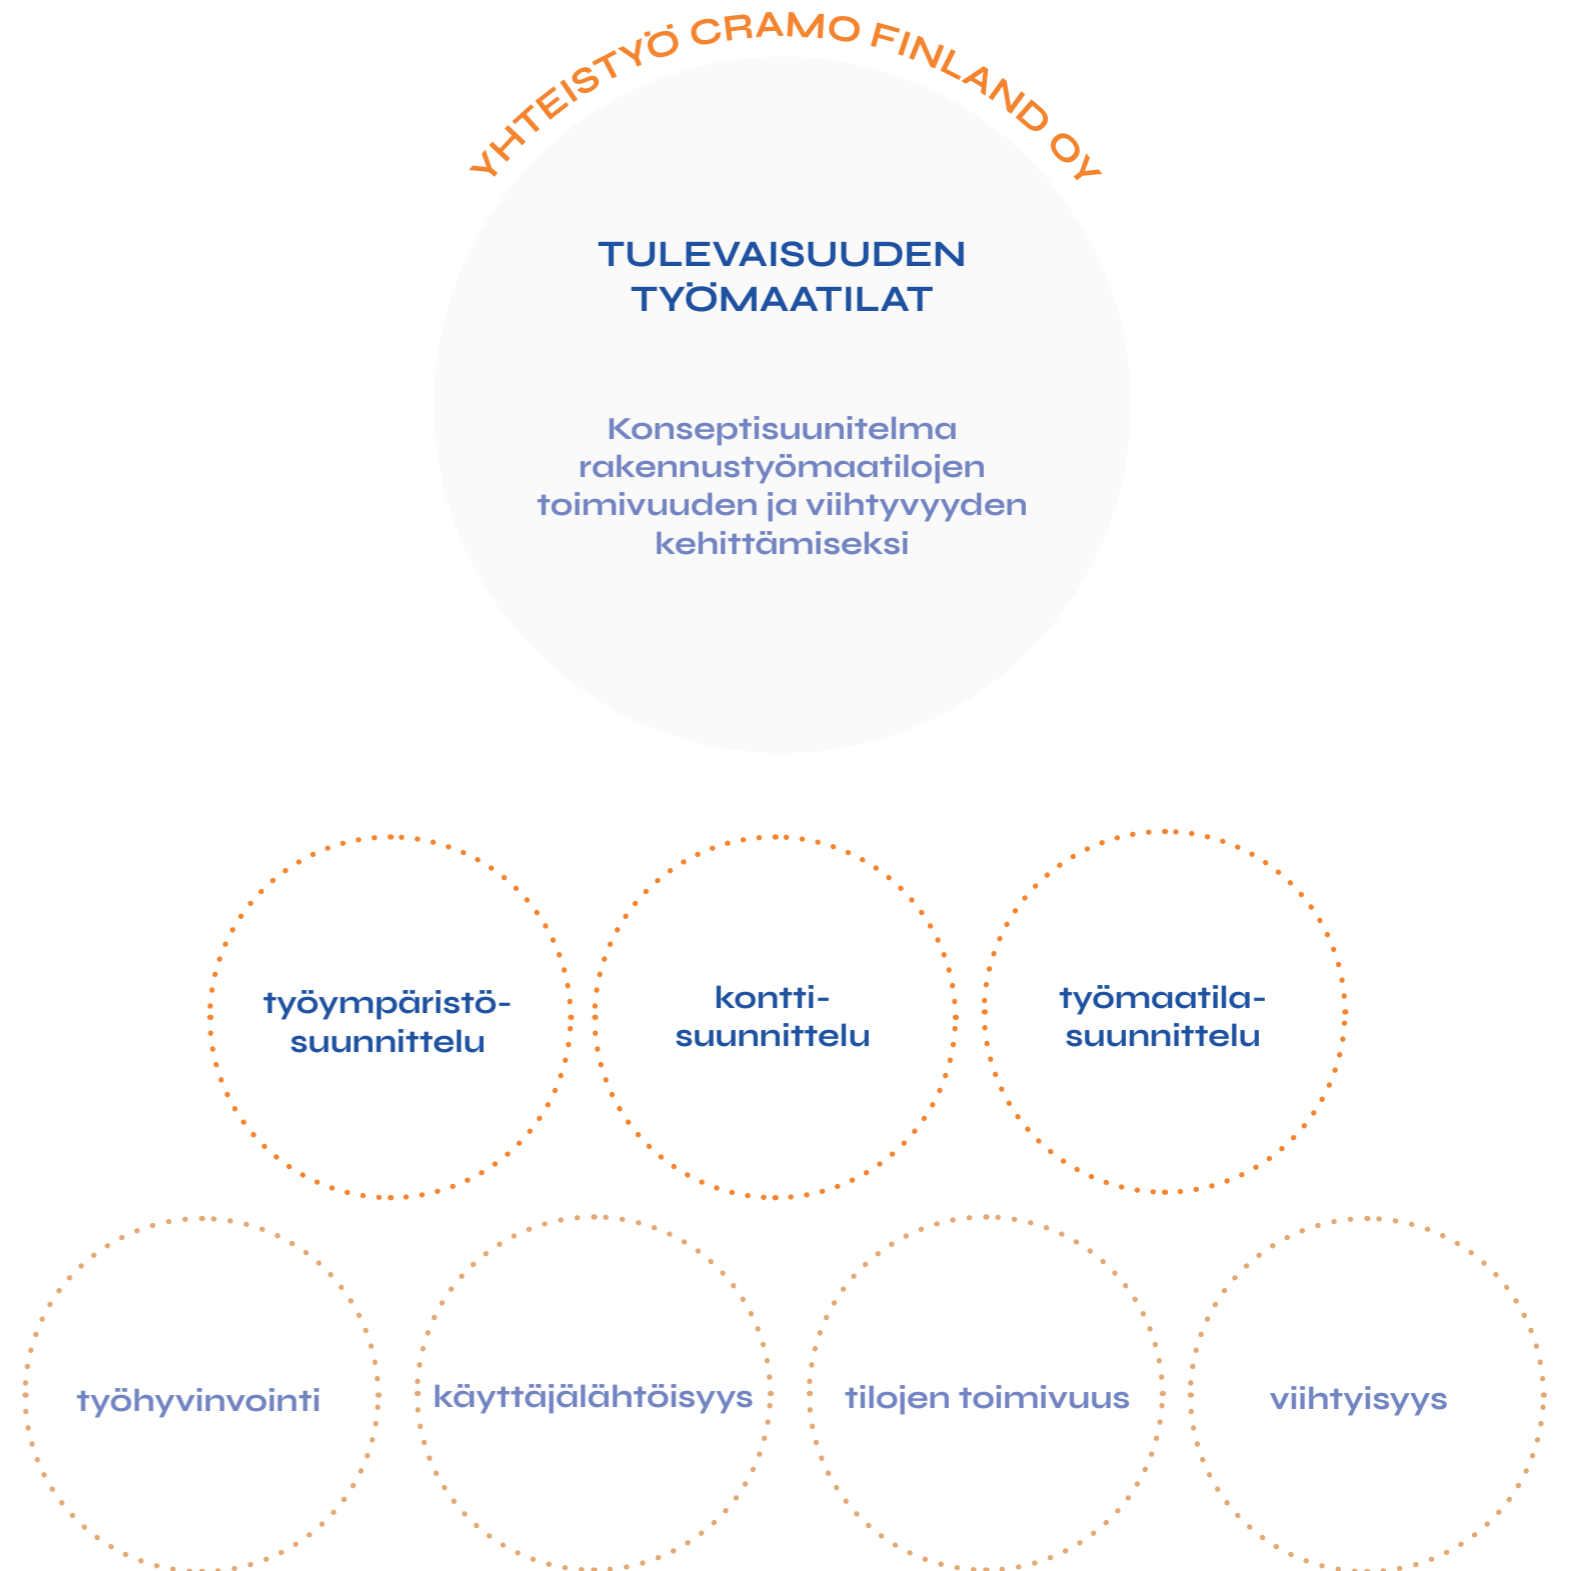 YHTEISTYÖ CRAMO FINLAND OY
TULEVAISUUDEN
TYÖMAATILAT
Konseptisuunitelma
rakennustyömaatilojen
toimivuuden ja viihtyvyyden
kehittämiseksi
työympäristö-
suunnittelu
kontti-
suunnittelu
työmaatila-
suunnittelu
työhyvinvointi
käyttäjälähtöisyys
tilojen toimivuus
viihtyisyys